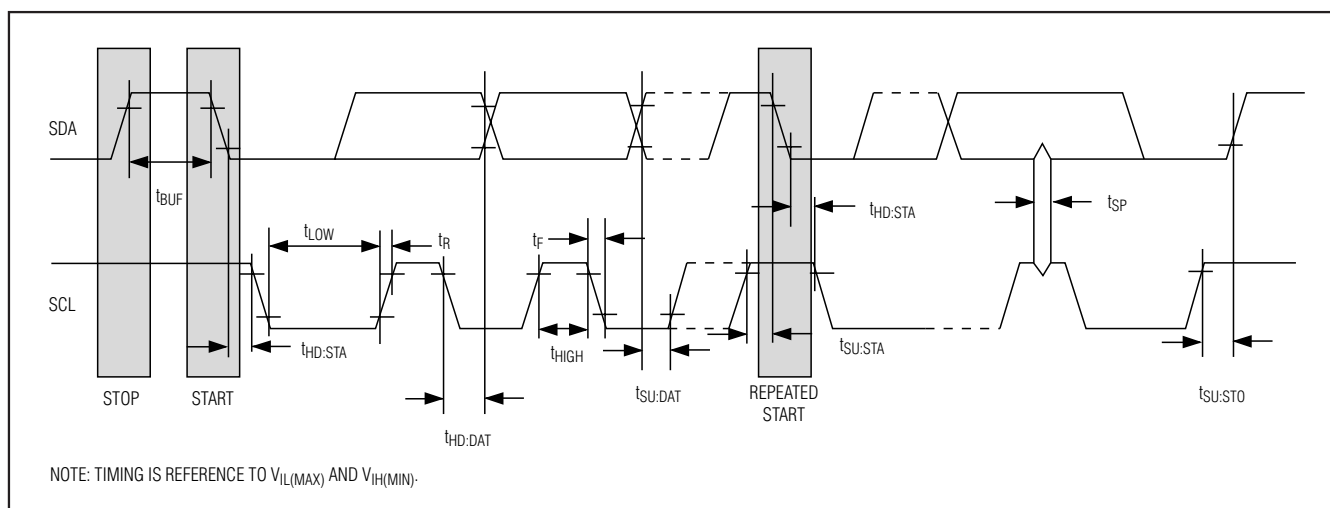 SDA
tBUF
tHD:STA
tSP
tLOW
tR
tF
SCL
tHD:STA
tHIGH
tSU:STA
tSU:DAT
tSU:STO
STOP
START
REPEATED
START
tHD:DAT
NOTE: TIMING IS REFERENCE TO VIL(MAX) AND VIH(MIN).